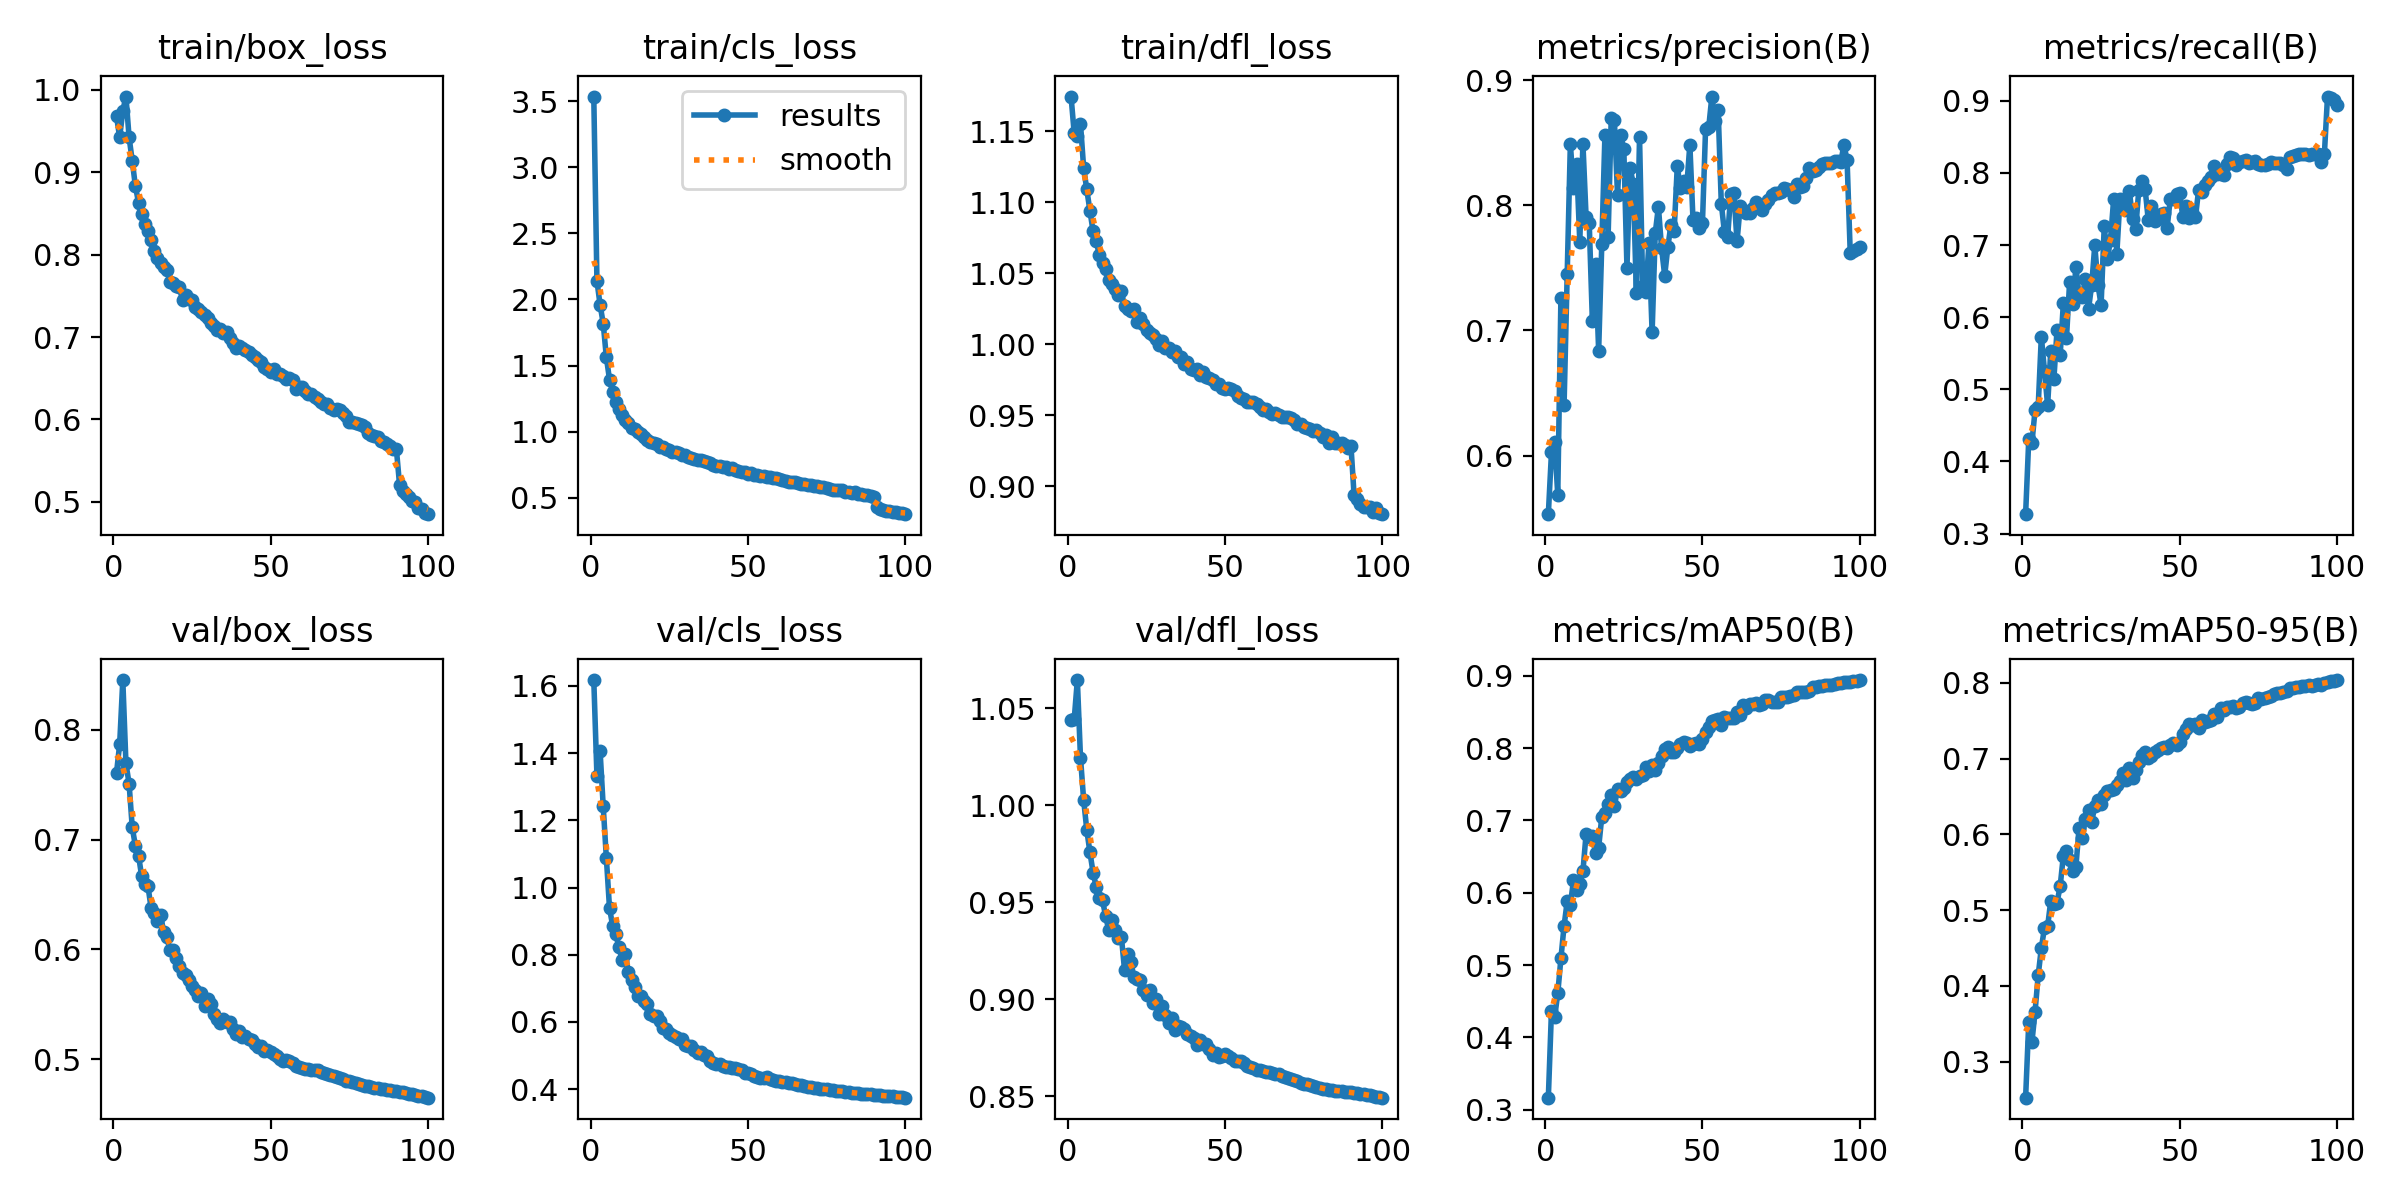 train/box_loss
1.0
0.9
0.8
0.7
0.6
0.5
0 50 100
train/cls_loss
results
smooth
3.5
3.0
2.5
2.0
1.5
1.0
0.5
0 50 100
train/dfl_loss
1.15
1.10
1.05
1.00
0.95
0.90
0 50 100
metrics/precision(B)
0.9
0.8
0.7
0.6
0 50 100
metrics/recall(B)
0.9
0.8
0.7
0.6
0.5
0.4
0.3
0 50 100
val/box_loss
0.8
0.7
0.6
0.5
0 50 100
val/cls_loss
1.6
1.4
1.2
1.0
0.8
0.6
0.4
0 50 100
val/dfl_loss
1.05
1.00
0.95
0.90
0.85
0 50 100
metrics/mAP50(B)
0.9
0.8
0.7
0.6
0.5
0.4
0.3
0 50 100
metrics/mAP50-95(B)
0.8
0.7
0.6
0.5
0.4
0.3
0 50 100